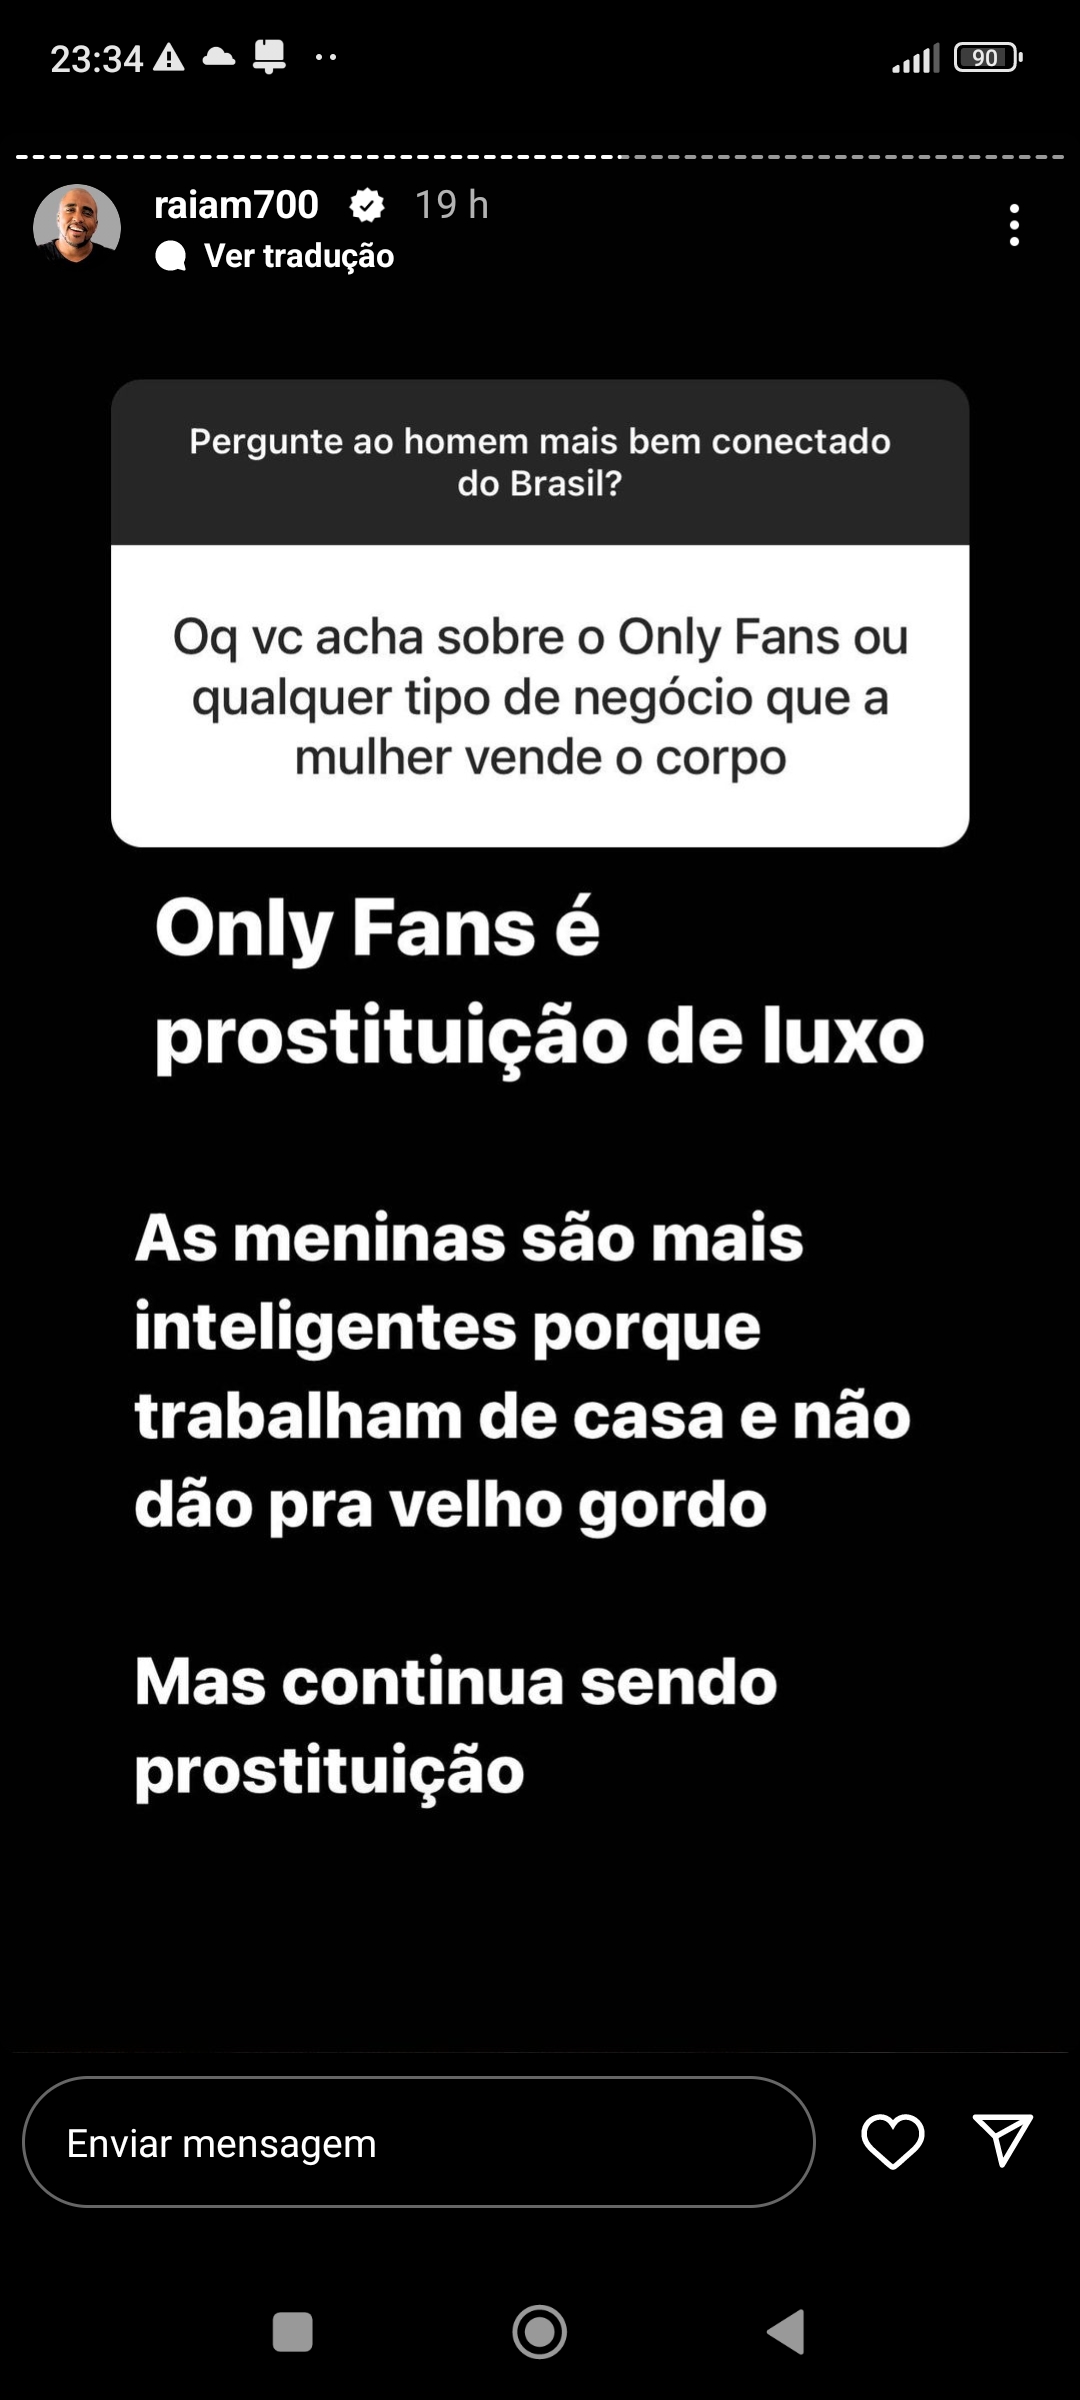 23:34
90
raiam700 19 h
Ver tradução
Pergunte ao homem mais bem conectado
do Brasil?
Oq vc acha sobre o Only Fans ou
qualquer tipo de negócio que a
mulher vende o corpo
Only Fans é
prostituição de luxo
As meninas são mais
inteligentes porque
trabalham de casa e não
dão pra velho gordo
Mas continua sendo
prostituição
Enviar mensagem